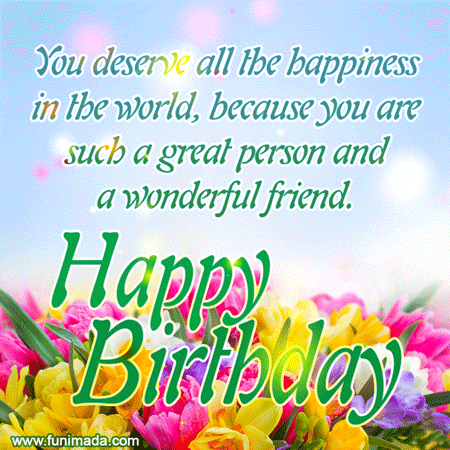 You deserve all the happiness
in the world, because you are
such a great person and
a wonderful friend.
Happy
Birthday
www.funimada.com